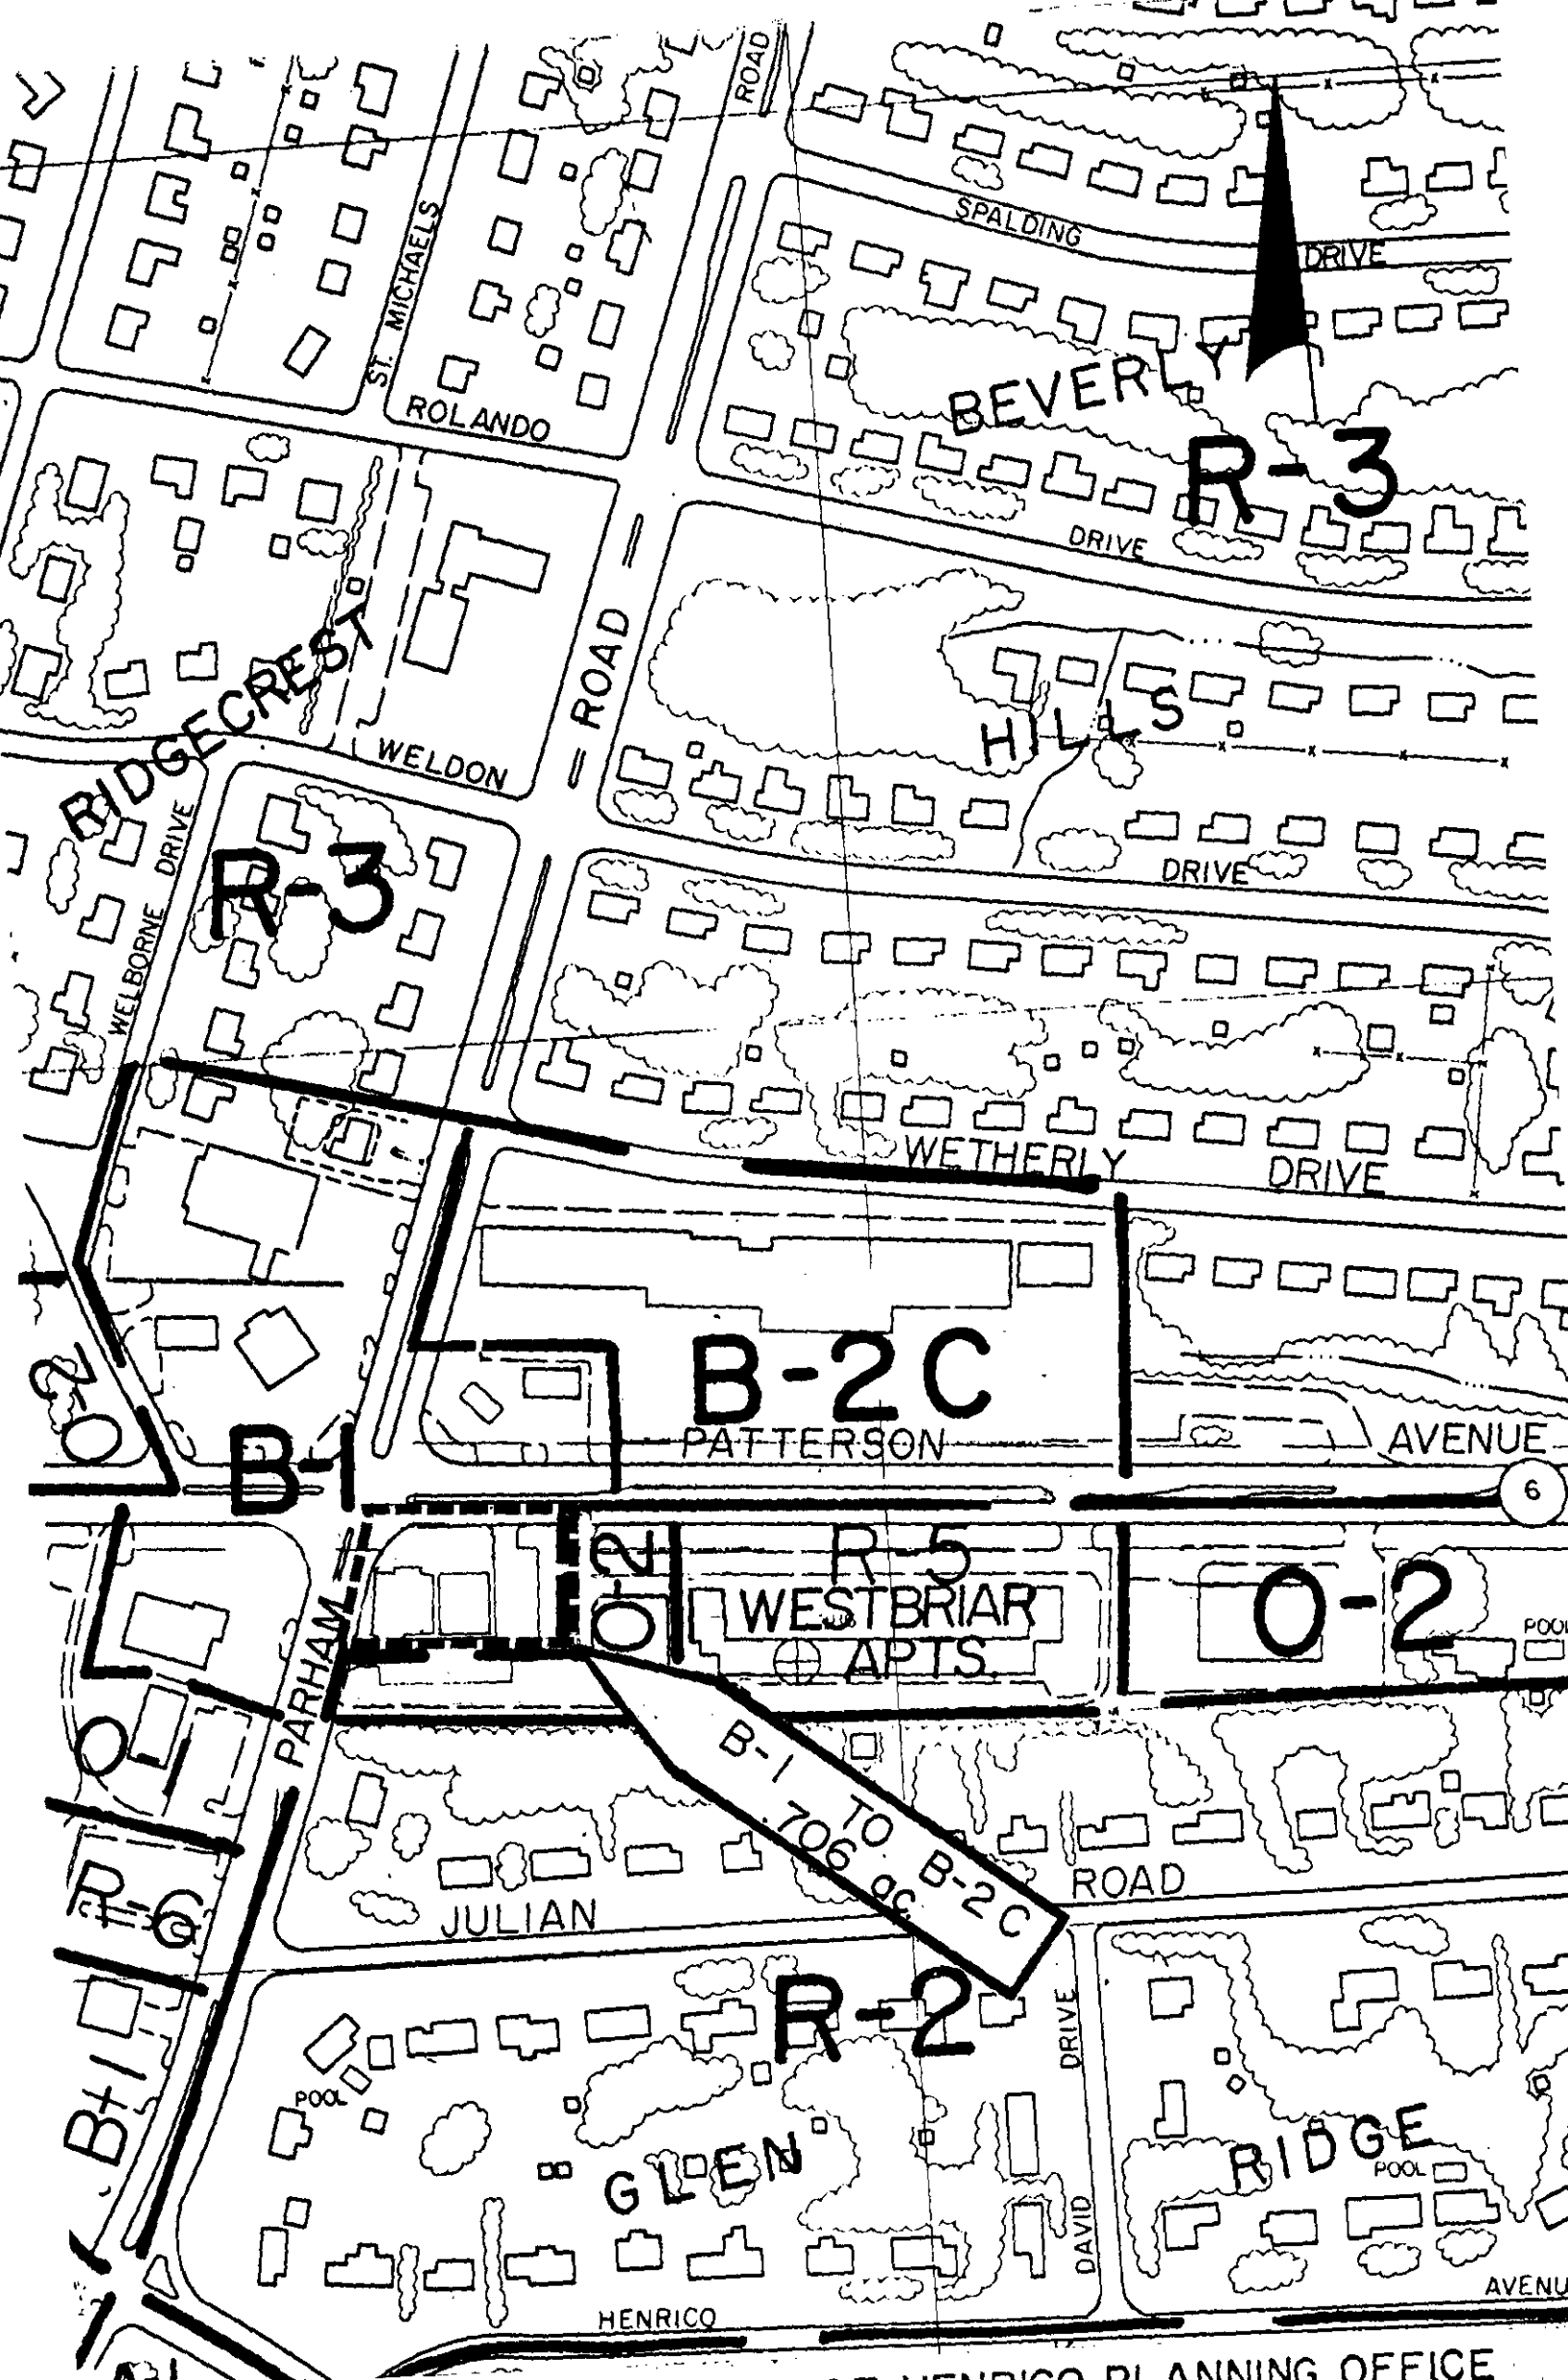 ROAD
SPALDING
DRIVE
ST. MICHAELS
BEVERLY
ROLANDO
R-3
DRIVE
ROAD
RIDGECREST
HILLS
WELDON
WELBORNE DRIVE
R-3
DRIVE
WETHERLY
DRIVE
B-2C
O-2
B-1
PATTERSON
AVENUE
6
O-2
R-5
WESTBRIAR
APTS.
O-2
POOL
PARHAM
O
B-1 TO B-2C
.706 ac
R-6
JULIAN
ROAD
R-2
B-1
POOL
DRIVE
GLEN
RIDGE
POOL
DAVID
HENRICO
AVENU
HENRICO PLANNING OFFICE